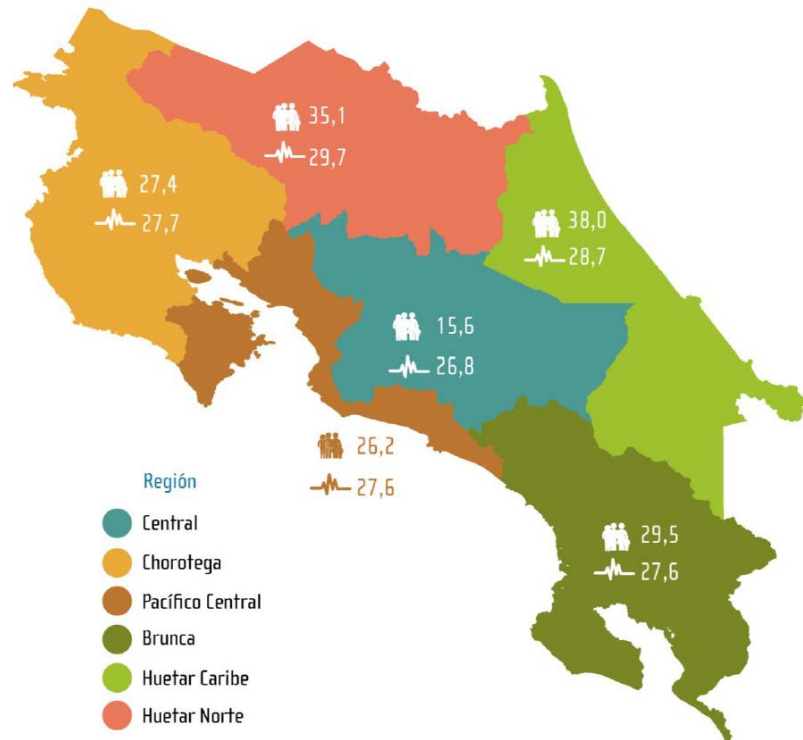 35,1
29,7
27,4
27,7
38,0
28,7
15,6
26,8
26,2
27,6
29,5
27,6
Región
Central
Chorotega
Pacífico Central
Brunca
Huetar Caribe
Huetar Norte